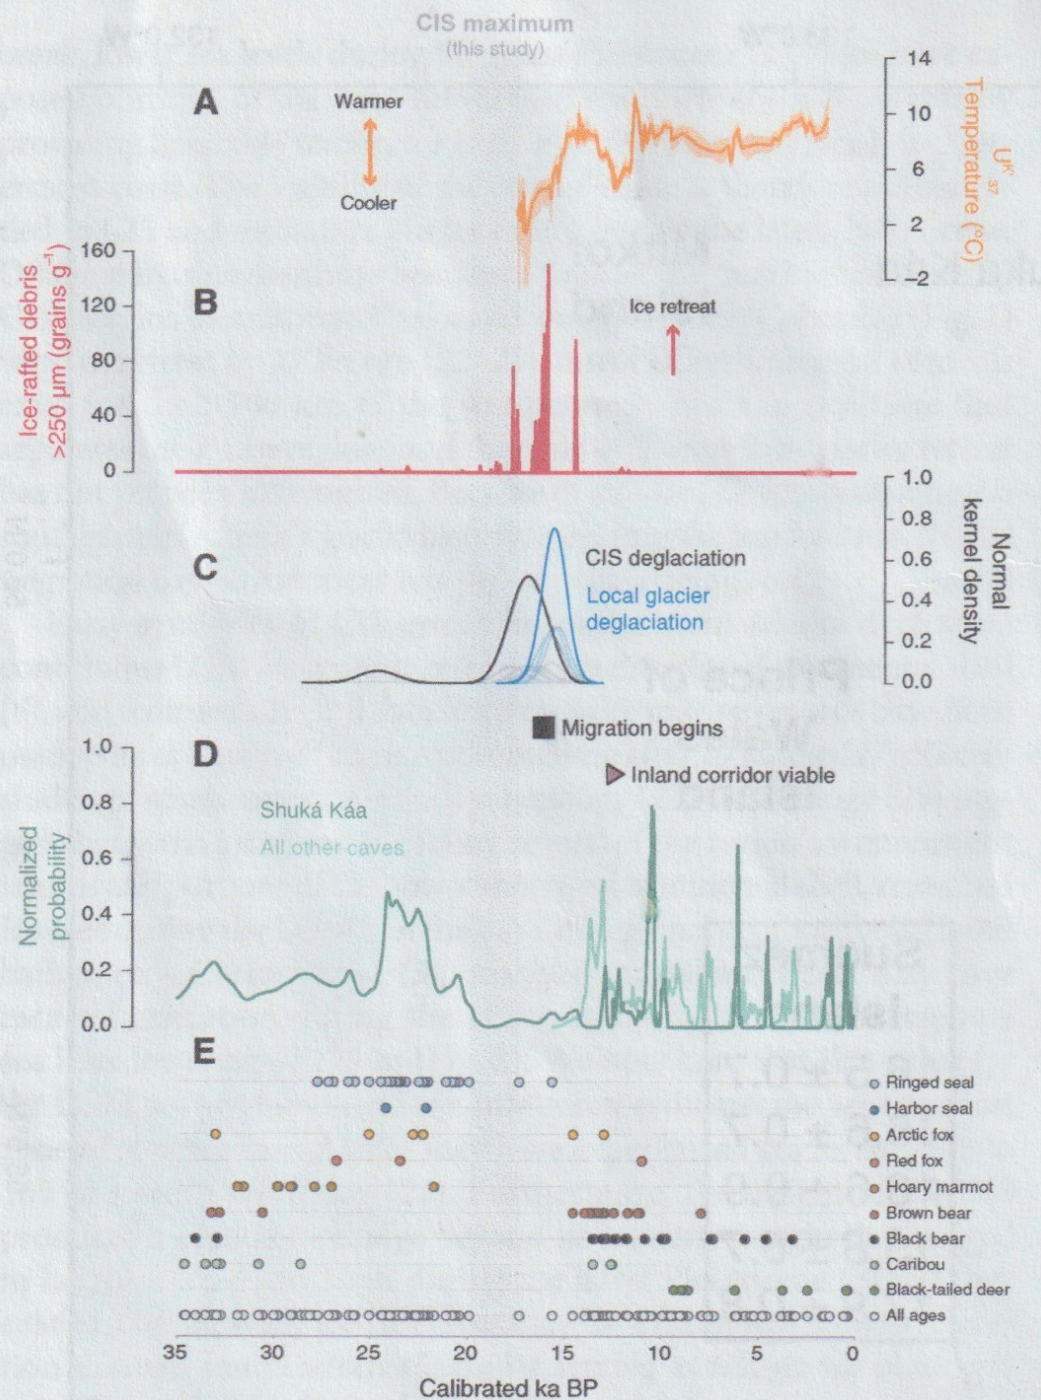 CIS maximum
(this study)
A
Warmer
Cooler
14
10
6
2
−2
U K' 37
Temperature (°C)
B
160
120
80
40
0
Ice-rafted debris
>250 µm (grains g⁻¹)
Ice retreat
C
CIS deglaciation
Local glacier
deglaciation
1.0
0.8
0.6
0.4
0.2
0.0
Normal
kernel density
Migration begins
D
Inland corridor viable
Shuká Káa
All other caves
1.0
0.8
0.6
0.4
0.2
0.0
Normalized
probability
E
Ringed seal
Harbor seal
Arctic fox
Red fox
Hoary marmot
Brown bear
Black bear
Caribou
Black-tailed deer
All ages
35 30 25 20 15 10 5 0
Calibrated ka BP